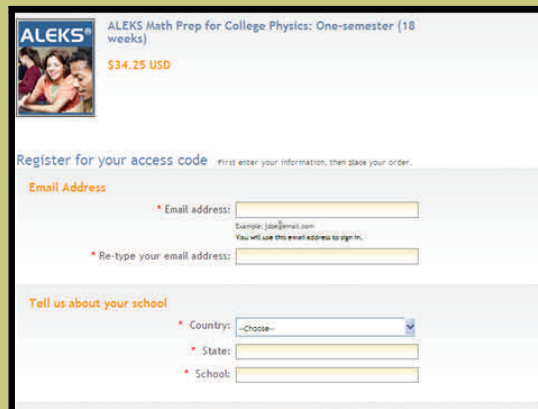 ALEKS®
ALEKS Math Prep for College Physics: One-semester (18
weeks)
$34.25 USD
Register for your access code First enter your information, then place your order.
Email Address
* Email address:
Example: jdoe@email.com
You will use this email address to sign in.
* Re-type your email address:
Tell us about your school
* Country: --Choose--
* State:
* School: